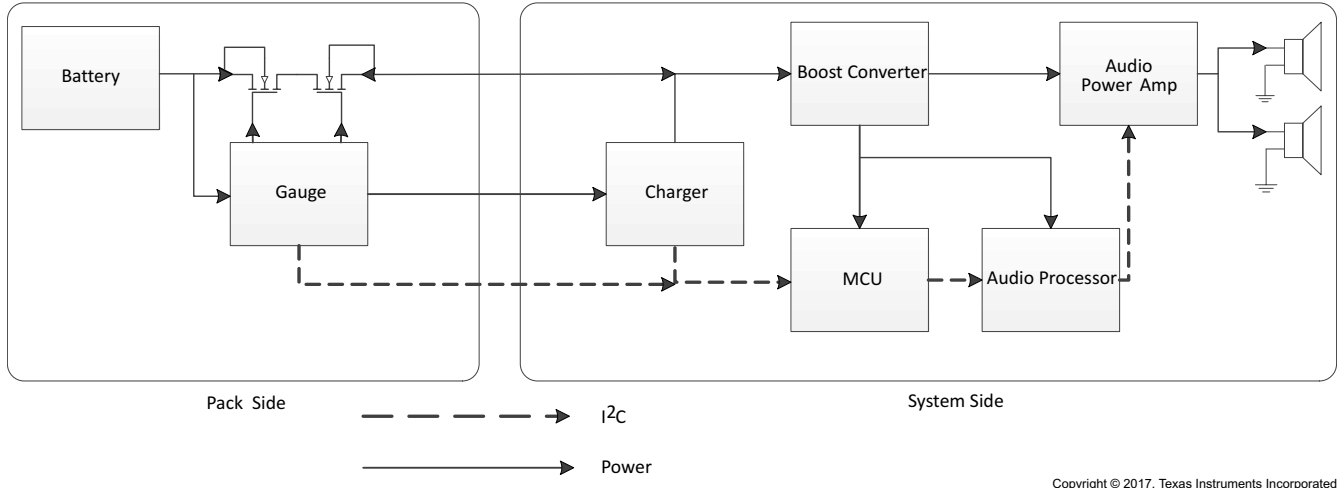 Battery
Gauge
Charger
Boost Converter
Audio
Power Amp
MCU
Audio Processor
Pack Side
System Side
I²C
Power
Copyright © 2017, Texas Instruments Incorporated